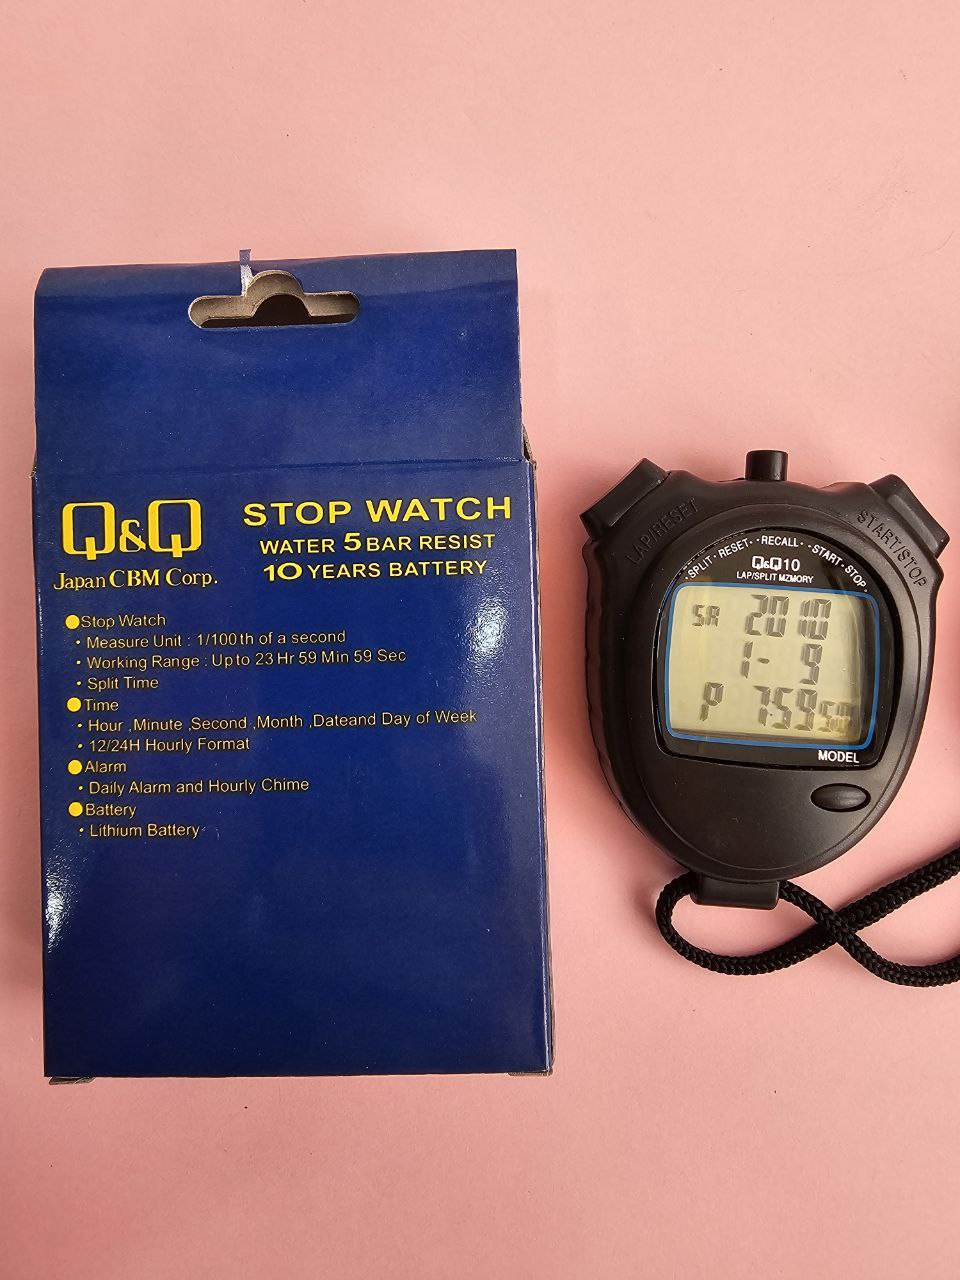 Q&Q
Japan CBM Corp.
STOP WATCH
WATER 5 BAR RESIST
10 YEARS BATTERY
●Stop Watch
· Measure Unit : 1/100 th of a second
· Working Range : Up to 23 Hr 59 Min 59 Sec
· Split Time
●Time
· Hour ,Minute ,Second ,Month ,Dateand Day of Week
· 12/24H Hourly Format
●Alarm
· Daily Alarm and Hourly Chime
●Battery
· Lithium Battery
LAP/RESET
START/STOP
·SPLIT · RESET· ·RECALL· ·START · STOP·
Q&Q10
LAP/SPLIT MZMORY
SA 20 10
1- 9
P 7:59
MODEL